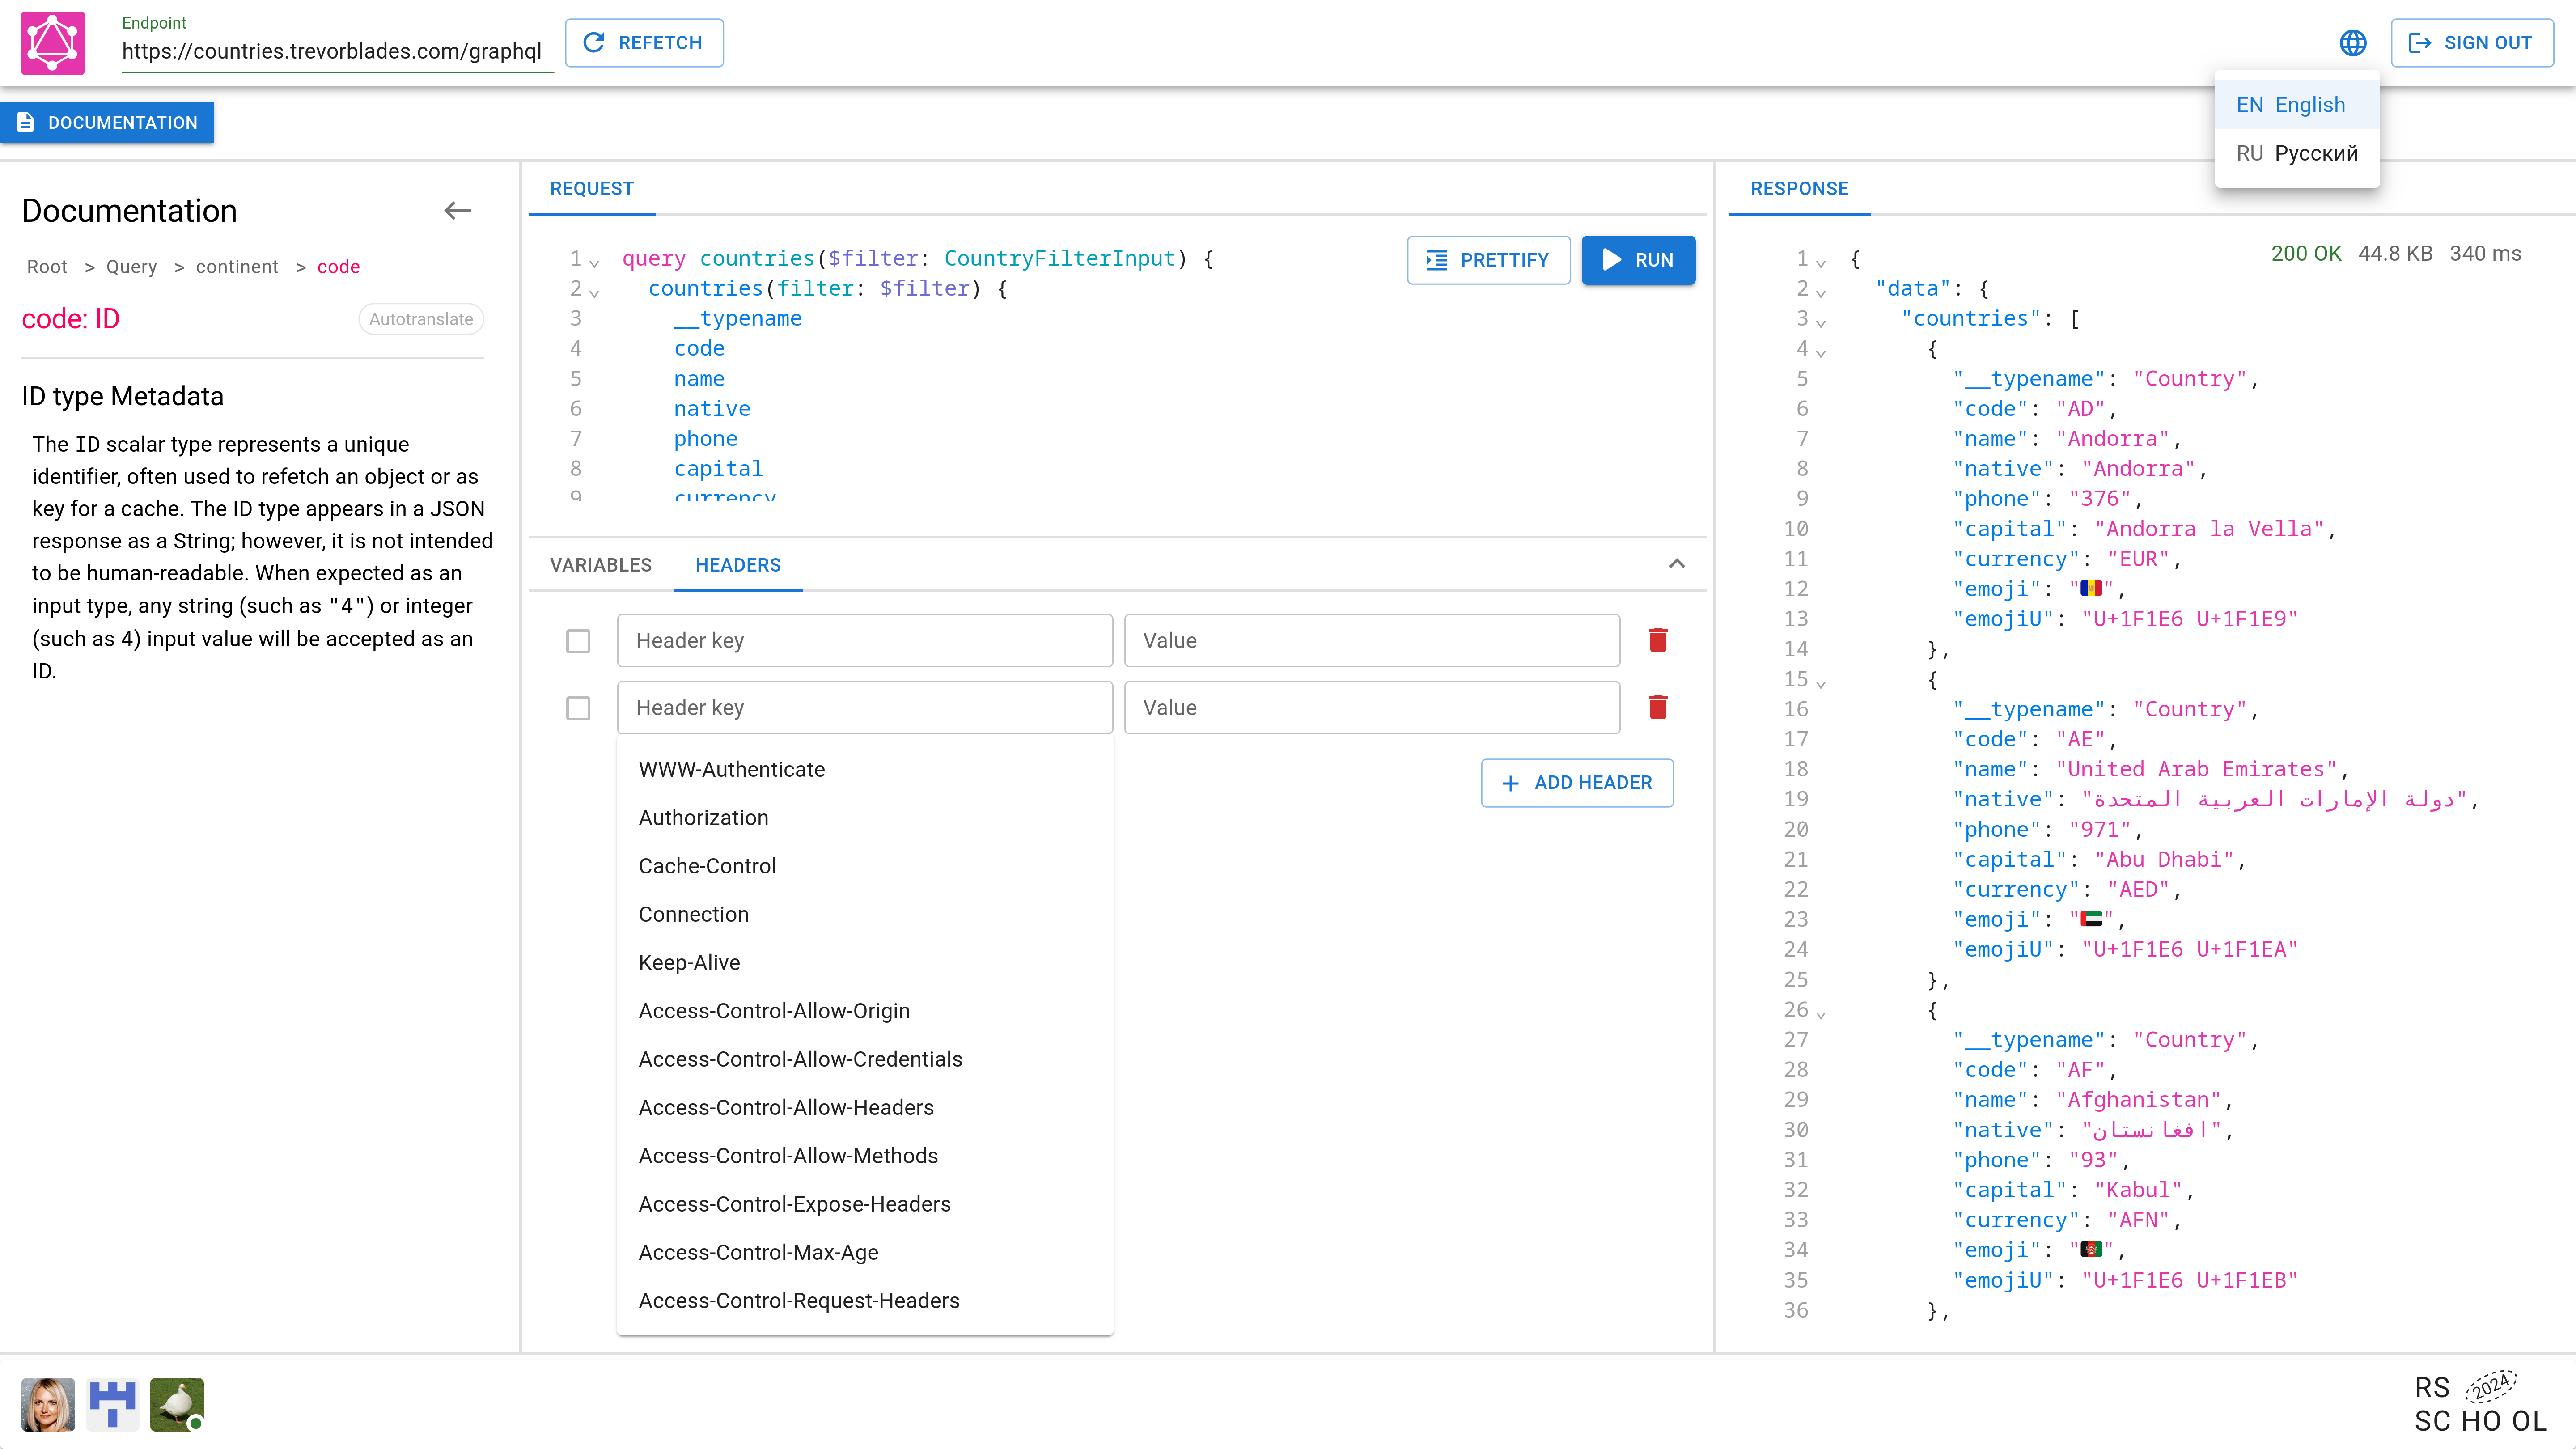 Endpoint
https://countries.trevorblades.com/graphql
REFETCH
SIGN OUT
EN English
RU Русский
DOCUMENTATION
Documentation
Root > Query > continent > code
code: ID
Autotranslate
ID type Metadata
The ID scalar type represents a unique
identifier, often used to refetch an object or as
key for a cache. The ID type appears in a JSON
response as a String; however, it is not intended
to be human-readable. When expected as an
input type, any string (such as "4") or integer
(such as 4) input value will be accepted as an
ID.
REQUEST
PRETTIFY
RUN
1 query countries($filter: CountryFilterInput) {
2 countries(filter: $filter) {
3 __typename
4 code
5 name
6 native
7 phone
8 capital
9 currency
VARIABLES
HEADERS
Header key
Value
Header key
Value
WWW-Authenticate
Authorization
Cache-Control
Connection
Keep-Alive
Access-Control-Allow-Origin
Access-Control-Allow-Credentials
Access-Control-Allow-Headers
Access-Control-Allow-Methods
Access-Control-Expose-Headers
Access-Control-Max-Age
Access-Control-Request-Headers
ADD HEADER
RESPONSE
200 OK 44.8 KB 340 ms
1 {
2 "data": {
3 "countries": [
4 {
5 "__typename": "Country",
6 "code": "AD",
7 "name": "Andorra",
8 "native": "Andorra",
9 "phone": "376",
10 "capital": "Andorra la Vella",
11 "currency": "EUR",
12 "emoji": "🇦🇩",
13 "emojiU": "U+1F1E6 U+1F1E9"
14 },
15 {
16 "__typename": "Country",
17 "code": "AE",
18 "name": "United Arab Emirates",
19 "native": "دولة الإمارات العربية المتحدة",
20 "phone": "971",
21 "capital": "Abu Dhabi",
22 "currency": "AED",
23 "emoji": "🇦🇪",
24 "emojiU": "U+1F1E6 U+1F1EA"
25 },
26 {
27 "__typename": "Country",
28 "code": "AF",
29 "name": "Afghanistan",
30 "native": "افغانستان",
31 "phone": "93",
32 "capital": "Kabul",
33 "currency": "AFN",
34 "emoji": "🇦🇫",
35 "emojiU": "U+1F1E6 U+1F1EB"
36 },
RS 2024
SC HO OL